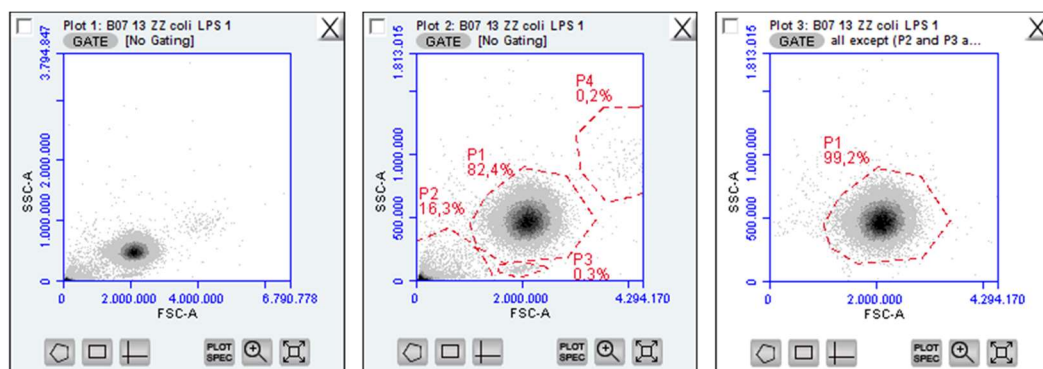 Plot 1: B07 13 ZZ coli LPS 1
GATE [No Gating]
3.794.847
2.000.000
1.000.000
0
SSC-A
0 2.000.000 4.000.000 6.790.778
FSC-A
PLOT SPEC
Plot 2: B07 13 ZZ coli LPS 1
GATE [No Gating]
1.813.015
1.000.000
500.000
0
SSC-A
P4
0,2%
P1
82,4%
P2
16,3%
P3
0,3%
0 2.000.000 4.294.170
FSC-A
PLOT SPEC
Plot 3: B07 13 ZZ coli LPS 1
GATE all except (P2 and P3 a...
1.813.015
1.000.000
500.000
0
SSC-A
P1
99,2%
0 2.000.000 4.294.170
FSC-A
PLOT SPEC